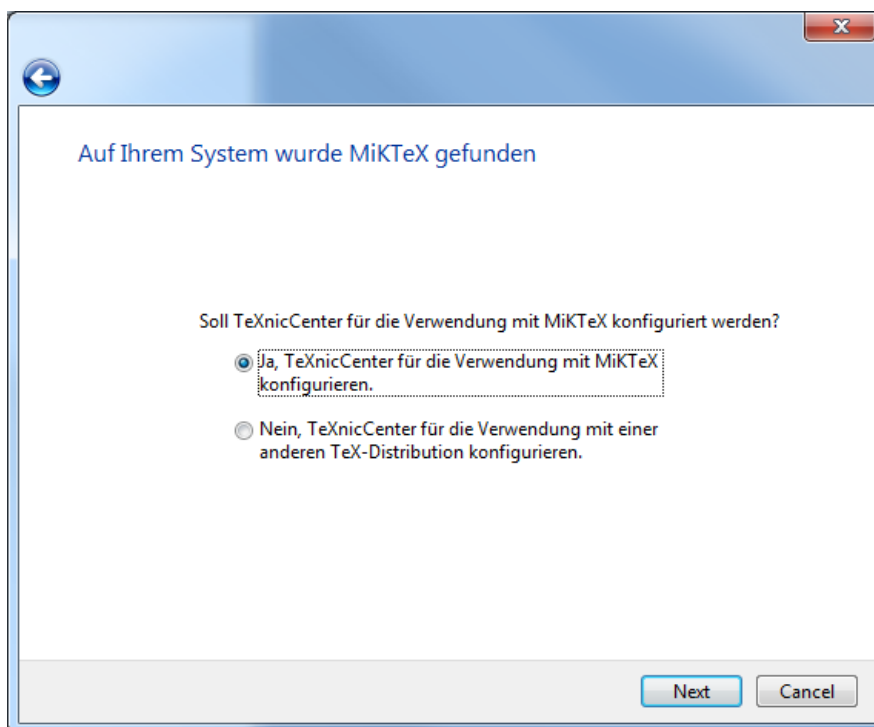 Auf Ihrem System wurde MiKTeX gefunden
Soll TeXnicCenter für die Verwendung mit MiKTeX konfiguriert werden?
Ja, TeXnicCenter für die Verwendung mit MiKTeX
konfigurieren.
Nein, TeXnicCenter für die Verwendung mit einer
anderen TeX-Distribution konfigurieren.
Next
Cancel